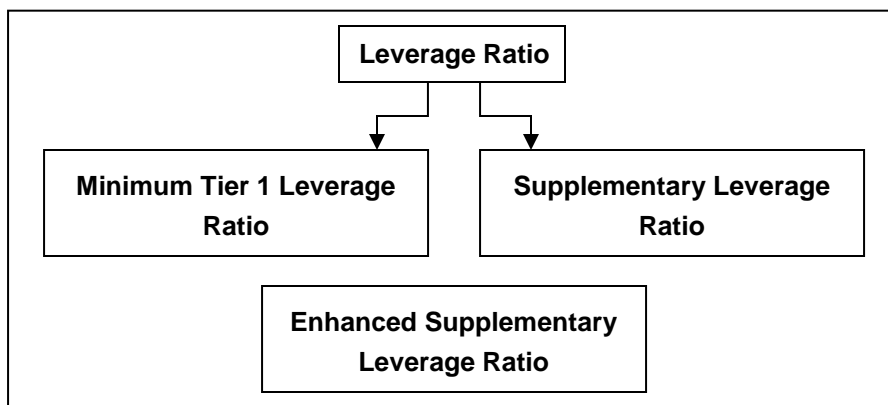 Leverage Ratio
Minimum Tier 1 Leverage
Ratio
Supplementary Leverage
Ratio
Enhanced Supplementary
Leverage Ratio